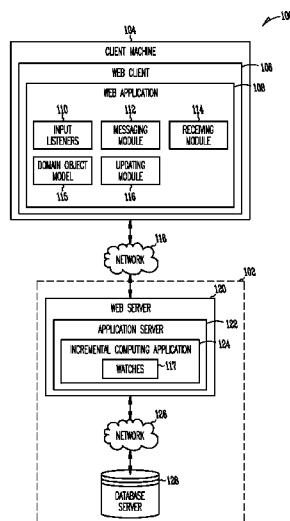 100
104
CLIENT MACHINE
106
WEB CLIENT
108
WEB APPLICATION
110 112 114
INPUT LISTENERS
MESSAGING MODULE
RECEIVING MODULE
DOMAIN OBJECT MODEL
UPDATING MODULE
115 116
118
NETWORK
102
120
WEB SERVER
122
APPLICATION SERVER
124
INCREMENTAL COMPUTING APPLICATION
117
WATCHES
126
NETWORK
128
DATABASE SERVER